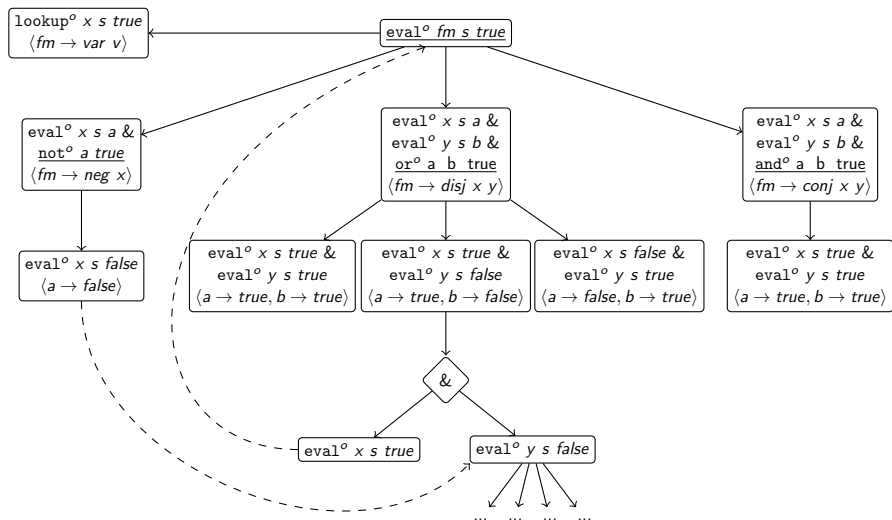 lookupᵒ x s true
⟨fm → var v⟩
evalᵒ fm s true
evalᵒ x s a &
notᵒ a true
⟨fm → neg x⟩
evalᵒ x s a &
evalᵒ y s b &
orᵒ a b true
⟨fm → disj x y⟩
evalᵒ x s a &
evalᵒ y s b &
andᵒ a b true
⟨fm → conj x y⟩
evalᵒ x s false
⟨a → false⟩
evalᵒ x s true &
evalᵒ y s true
⟨a → true, b → true⟩
evalᵒ x s true &
evalᵒ y s false
⟨a → true, b → false⟩
evalᵒ x s false &
evalᵒ y s true
⟨a → false, b → true⟩
evalᵒ x s true &
evalᵒ y s true
⟨a → true, b → true⟩
&
evalᵒ x s true
evalᵒ y s false
... ... ... ...